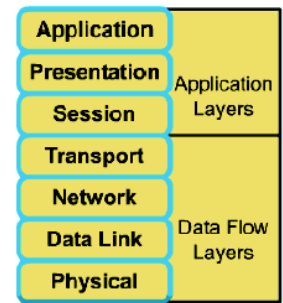 Application
Presentation
Session
Transport
Network
Data Link
Physical
Application
Layers
Data Flow
Layers